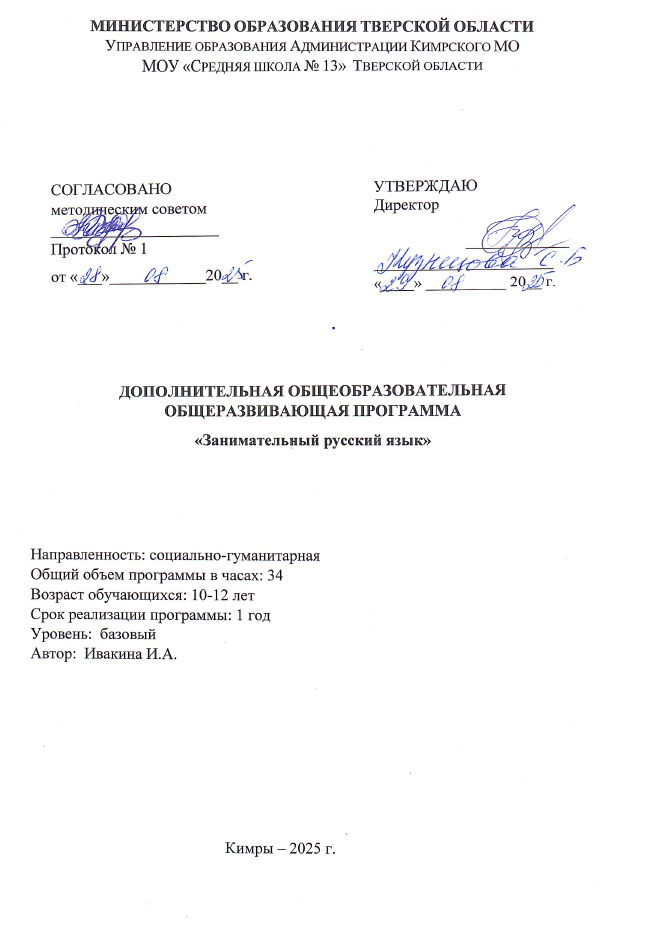 МИНИСТЕРСТВО ОБРАЗОВАНИЯ ТВЕРСКОЙ ОБЛАСТИ
УПРАВЛЕНИЕ ОБРАЗОВАНИЯ АДМИНИСТРАЦИИ КИМРСКОГО МО
МОУ «СРЕДНЯЯ ШКОЛА № 13» ТВЕРСКОЙ ОБЛАСТИ
СОГЛАСОВАНО
методическим советом
Протокол № 1
от «28» 08 2025г.
УТВЕРЖДАЮ
Директор
Кузнецова С.Б
«29» 08 2025 г.
ДОПОЛНИТЕЛЬНАЯ ОБЩЕОБРАЗОВАТЕЛЬНАЯ
ОБЩЕРАЗВИВАЮЩАЯ ПРОГРАММА
«Занимательный русский язык»
Направленность: социально-гуманитарная
Общий объем программы в часах: 34
Возраст обучающихся: 10-12 лет
Срок реализации программы: 1 год
Уровень: базовый
Автор: Ивакина И.А.
Кимры – 2025 г.